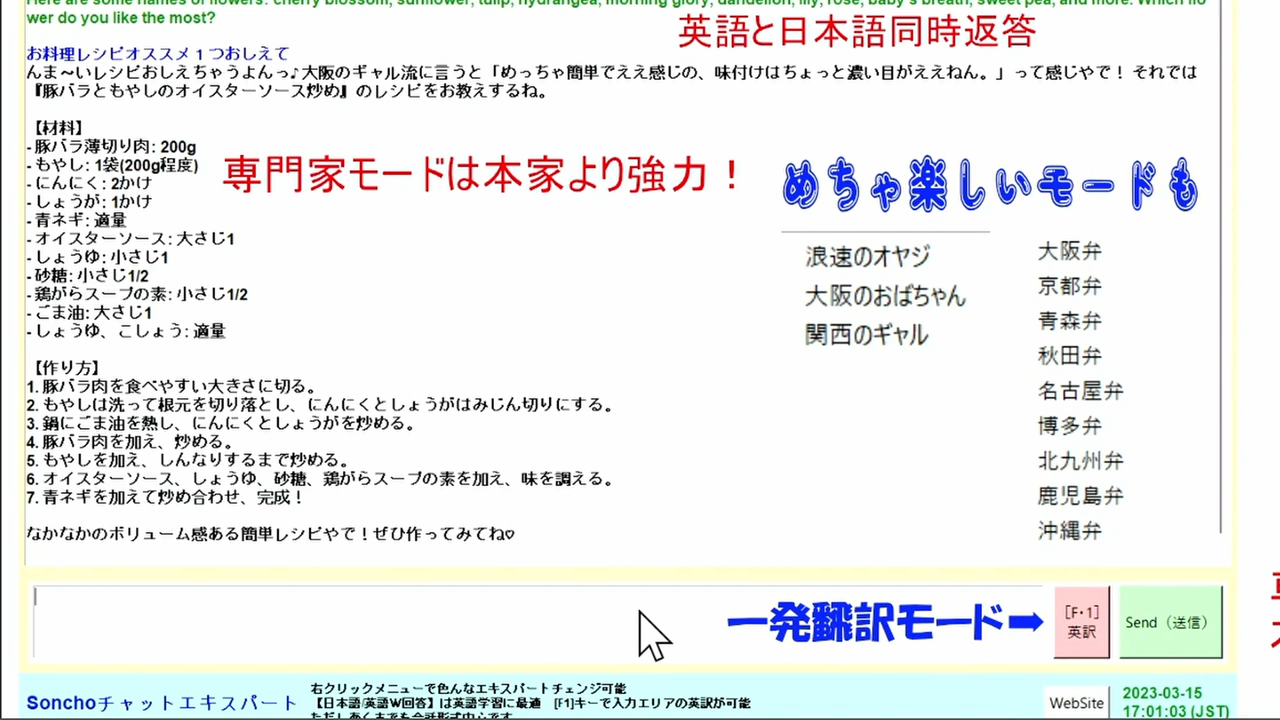 Here are some names of flowers: cherry blossom, sunflower, tulip, hydrangea, morning glory, dandelion, lily, rose, baby's breath, sweet pea, and more. Which flo
wer do you like the most?
英語と日本語同時返答
お料理レシピオススメ１つおしえて
んま～いレシピおしえちゃうよんっ♪大阪のギャル流に言うと「めっちゃ簡単でええ感じの、味付けはちょっと濃い目がええねん。」って感じやで！ それでは
『豚バラともやしのオイスターソース炒め』のレシピをお教えするね。
【材料】
- 豚バラ薄切り肉: 200g
- もやし: 1袋(200g程度)
- にんにく: 2かけ
- しょうが: 1かけ
- 青ネギ: 適量
- オイスターソース: 大さじ1
- しょうゆ: 小さじ1
- 砂糖: 小さじ1/2
- 鶏がらスープの素: 小さじ1/2
- ごま油: 大さじ1
- しょうゆ、こしょう: 適量
専門家モードは本家より強力！
めちゃ楽しいモードも
浪速のオヤジ
大阪のおばちゃん
関西のギャル
大阪弁
京都弁
青森弁
秋田弁
名古屋弁
博多弁
北九州弁
鹿児島弁
沖縄弁
【作り方】
1. 豚バラ肉を食べやすい大きさに切る。
2. もやしは洗って根元を切り落とし、にんにくとしょうがはみじん切りにする。
3. 鍋にごま油を熱し、にんにくとしょうがを炒める。
4. 豚バラ肉を加え、炒める。
5. もやしを加え、しんなりするまで炒める。
6. オイスターソース、しょうゆ、砂糖、鶏がらスープの素を加え、味を調える。
7. 青ネギを加えて炒め合わせ、完成！
なかなかのボリューム感ある簡単レシピやで！ぜひ作ってみてね♡
一発翻訳モード➡
[F・1]
英訳
Send（送信）
Sonchoチャットエキスパート
右クリックメニューで色んなエキスパートチェンジ可能
【日本語/英語W回答】は英語学習に最適　[F1]キーで入力エリアの英訳が可能
ただしあくまでも会話形式中心です
WebSite
2023-03-15
17:01:03 (JST)